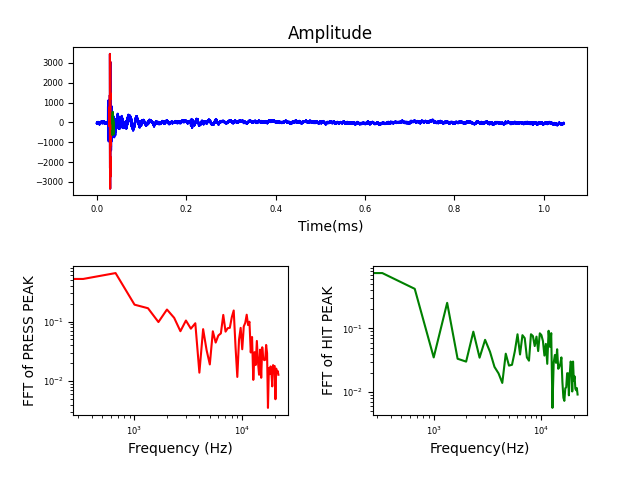 Amplitude
3000
2000
1000
0
−1000
−2000
−3000
0.0 0.2 0.4 0.6 0.8 1.0
Time(ms)
FFT of PRESS PEAK
10⁻¹
10⁻²
10³ 10⁴
Frequency (Hz)
FFT of HIT PEAK
10⁻¹
10⁻²
10³ 10⁴
Frequency(Hz)